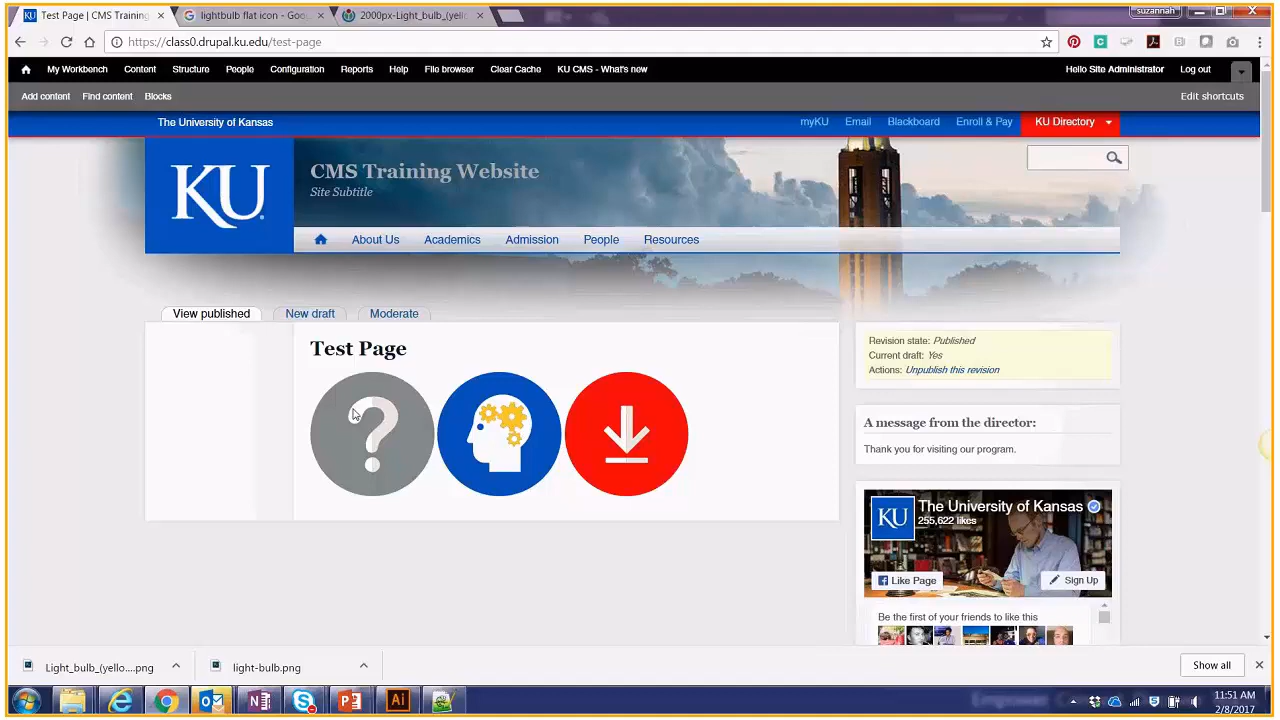 Test Page | CMS Training
lightbulb flat icon - Goo
2000px-Light_bulb_(yello
suzannah
https://class0.drupal.ku.edu/test-page
My Workbench Content Structure People Configuration Reports Help File browser Clear Cache KU CMS - What's new
Hello Site Administrator Log out
Add content Find content Blocks
Edit shortcuts
The University of Kansas
myKU Email Blackboard Enroll & Pay KU Directory
KU
CMS Training Website
Site Subtitle
About Us Academics Admission People Resources
View published New draft Moderate
Test Page
?
Revision state: Published
Current draft: Yes
Actions: Unpublish this revision
A message from the director:
Thank you for visiting our program.
KU
The University of Kansas
255,622 likes
Like Page
Sign Up
Be the first of your friends to like this
Light_bulb_(yello....png
light-bulb.png
Show all
Ai
11:51 AM
2/8/2017